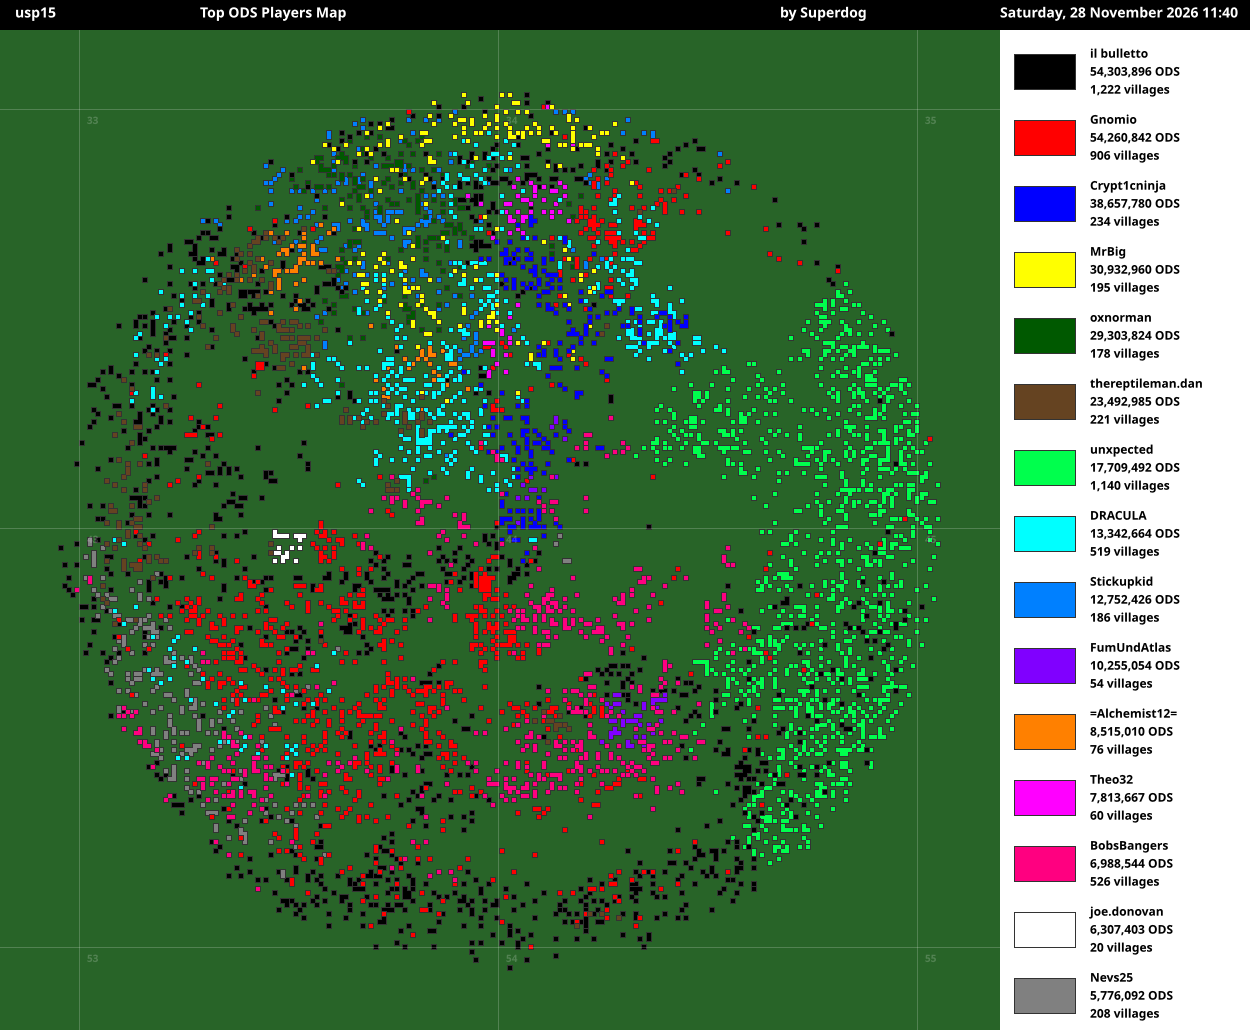 usp15
Top ODS Players Map
by Superdog
Saturday, 28 November 2026 11:40
il bulletto
54,303,896 ODS
1,222 villages
Gnomio
54,260,842 ODS
906 villages
Crypt1cninja
38,657,780 ODS
234 villages
MrBig
30,932,960 ODS
195 villages
oxnorman
29,303,824 ODS
178 villages
thereptileman.dan
23,492,985 ODS
221 villages
unxpected
17,709,492 ODS
1,140 villages
DRACULA
13,342,664 ODS
519 villages
Stickupkid
12,752,426 ODS
186 villages
FumUndAtlas
10,255,054 ODS
54 villages
=Alchemist12=
8,515,010 ODS
76 villages
Theo32
7,813,667 ODS
60 villages
BobsBangers
6,988,544 ODS
526 villages
joe.donovan
6,307,403 ODS
20 villages
Nevs25
5,776,092 ODS
208 villages
33
35
53
54
55